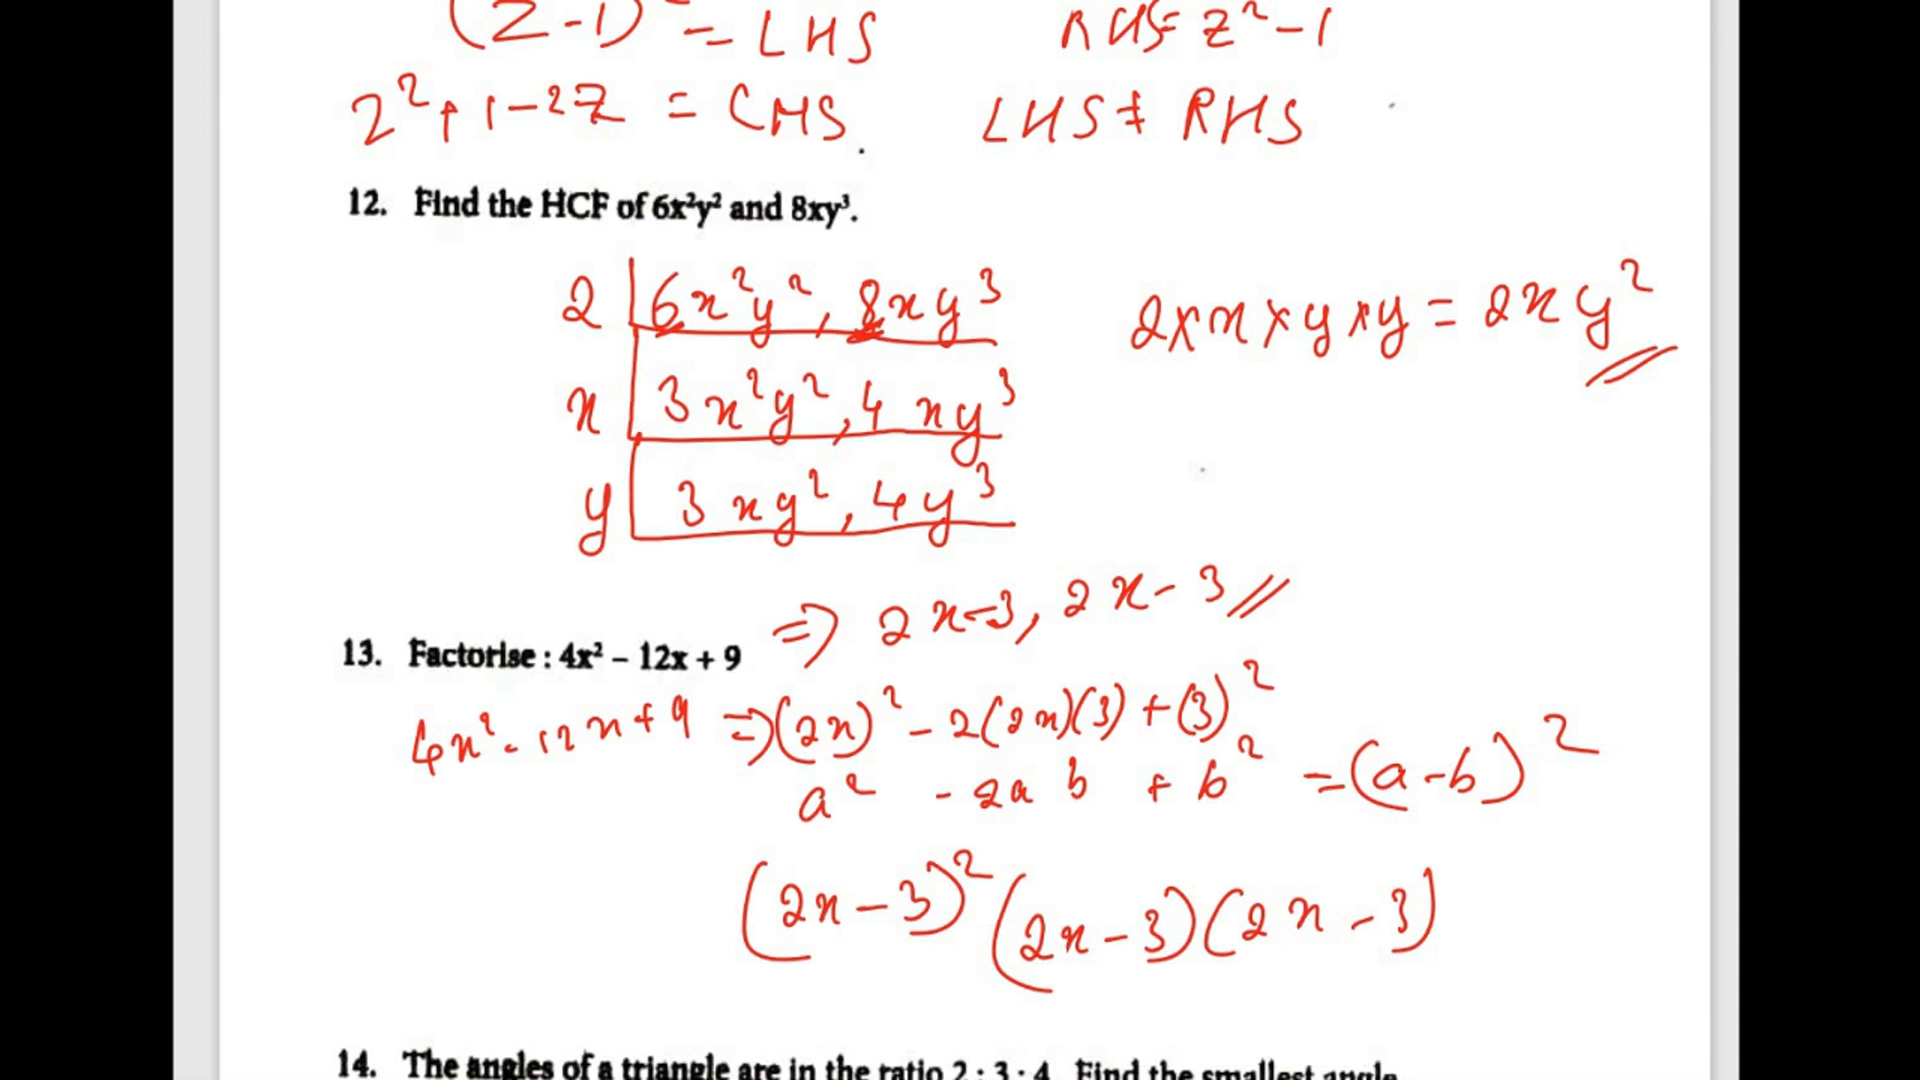 (Z-1)² = LHS RHS = z²-1
2²+1-2Z = CHS. LHS ≠ RHS
12. Find the HCF of 6x²y² and 8xy³.
2 | 6x²y², 8xy³ 2×x×y×y = 2xy²
x | 3x²y², 4xy³
y | 3xy², 4y³
⇒ 2x-3, 2x-3 //
13. Factorise : 4x² – 12x + 9
4x²-12x+9 ⇒ (2x)² - 2(2x)(3) + (3)²
a² - 2ab + b² = (a-b)²
(2x-3)² (2x-3)(2x-3)
14. The angles of a triangle are in the ratio 2 : 3 : 4. Find the smallest angle